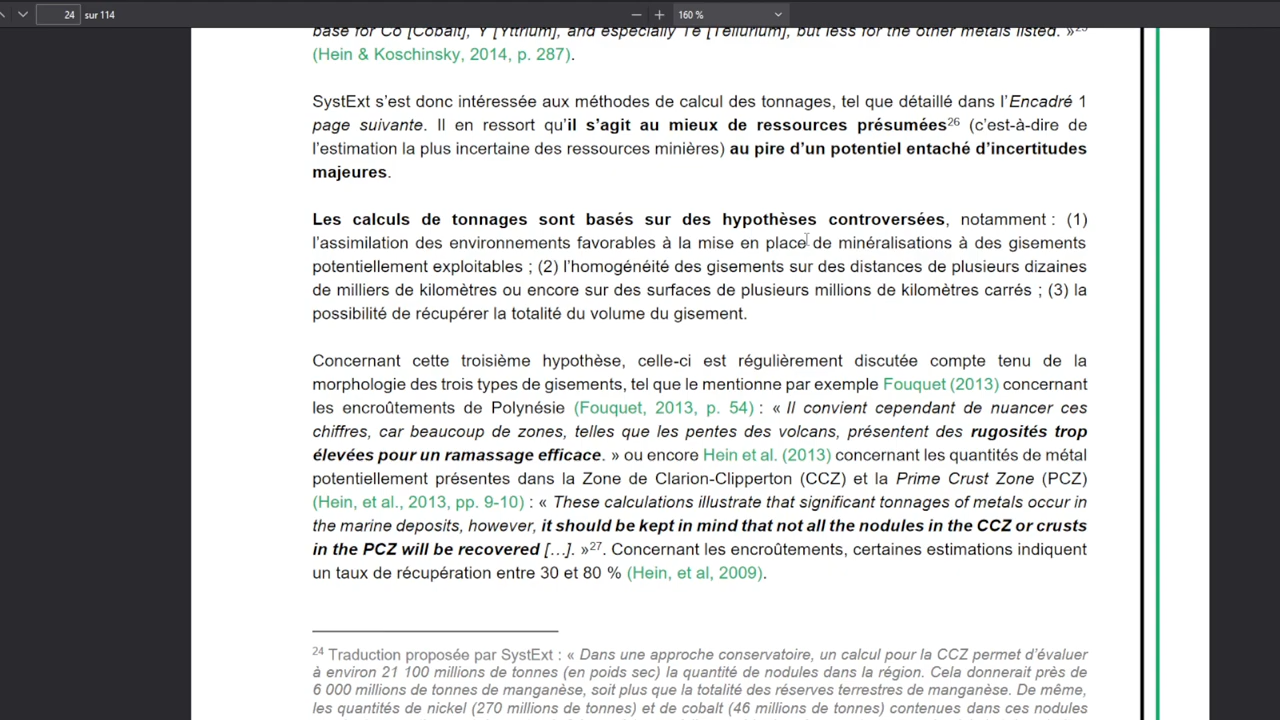 24 sur 114
160 %
base for Co [Cobalt], Y [Yttrium], and especially Te [Tellurium], but less for the other metals listed. »25
(Hein & Koschinsky, 2014, p. 287).
SystExt s’est donc intéressée aux méthodes de calcul des tonnages, tel que détaillé dans l’Encadré 1
page suivante. Il en ressort qu’il s’agit au mieux de ressources présumées26 (c’est-à-dire de
l’estimation la plus incertaine des ressources minières) au pire d’un potentiel entaché d’incertitudes
majeures.
Les calculs de tonnages sont basés sur des hypothèses controversées, notamment : (1)
l’assimilation des environnements favorables à la mise en place de minéralisations à des gisements
potentiellement exploitables ; (2) l’homogénéité des gisements sur des distances de plusieurs dizaines
de milliers de kilomètres ou encore sur des surfaces de plusieurs millions de kilomètres carrés ; (3) la
possibilité de récupérer la totalité du volume du gisement.
Concernant cette troisième hypothèse, celle-ci est régulièrement discutée compte tenu de la
morphologie des trois types de gisements, tel que le mentionne par exemple Fouquet (2013) concernant
les encroûtements de Polynésie (Fouquet, 2013, p. 54) : « Il convient cependant de nuancer ces
chiffres, car beaucoup de zones, telles que les pentes des volcans, présentent des rugosités trop
élevées pour un ramassage efficace. » ou encore Hein et al. (2013) concernant les quantités de métal
potentiellement présentes dans la Zone de Clarion-Clipperton (CCZ) et la Prime Crust Zone (PCZ)
(Hein, et al., 2013, pp. 9-10) : « These calculations illustrate that significant tonnages of metals occur in
the marine deposits, however, it should be kept in mind that not all the nodules in the CCZ or crusts
in the PCZ will be recovered […]. »27. Concernant les encroûtements, certaines estimations indiquent
un taux de récupération entre 30 et 80 % (Hein, et al, 2009).
24 Traduction proposée par SystExt : « Dans une approche conservatoire, un calcul pour la CCZ permet d’évaluer
à environ 21 100 millions de tonnes (en poids sec) la quantité de nodules dans la région. Cela donnerait près de
6 000 millions de tonnes de manganèse, soit plus que la totalité des réserves terrestres de manganèse. De même,
les quantités de nickel (270 millions de tonnes) et de cobalt (46 millions de tonnes) contenues dans ces nodules